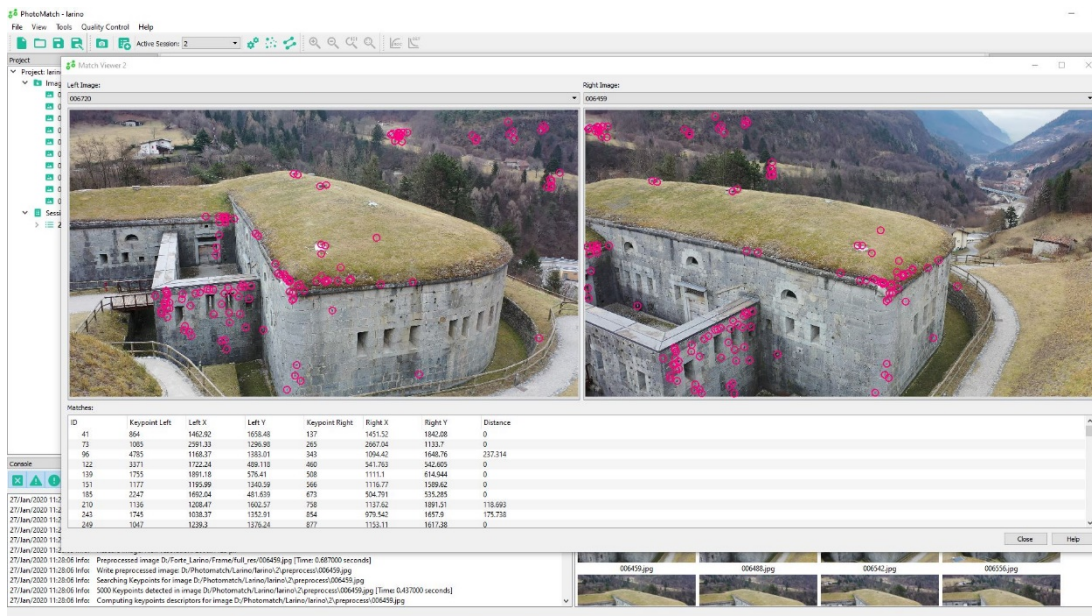 PhotoMatch - larino
File View Tools Quality Control Help
Active Session: 2
Project
Match Viewer 2
Project: larin
Left Image: Right Image:
Imag
006720 006459
Sessi
2
Matches:
ID Keypoint Left Left X Left Y Keypoint Right Right X Right Y Distance
41 864 1462.92 1658.48 137 1451.52 1842.08 0
73 1085 2591.33 1296.98 265 2667.04 1133.7 0
96 4785 1168.37 1383.01 343 1094.42 1648.76 237.314
122 3371 1722.24 489.118 460 541.763 542.605 0
139 1755 1891.18 576.41 508 1111.1 614.944 0
151 1177 1195.99 1340.59 566 1116.77 1589.62 0
185 2247 1692.04 481.639 673 504.791 535.285 0
210 1136 1208.47 1602.57 758 1137.62 1891.51 118.693
243 1745 1038.37 1352.91 854 979.542 1657.9 175.738
249 1047 1239.3 1376.24 877 1153.11 1617.38 0
Console
Close Help
27/Jan/2020 11:28:06 Info: Preprocessed image D:/Forte_Larino/Frame/full_res/006459.jpg [Time: 0.687000 seconds]
27/Jan/2020 11:28:06 Info: Write preprocessed image: D:/Photomatch/Larino/larino\2\preprocess\006459.jpg
27/Jan/2020 11:28:06 Info: Searching Keypoints for image D:/Photomatch/Larino/larino\2\preprocess\006459.jpg
27/Jan/2020 11:28:06 Info: 5000 Keypoints detected in image D:/Photomatch/Larino/larino\2\preprocess\006459.jpg [Time: 0.437000 seconds]
27/Jan/2020 11:28:06 Info: Computing keypoints descriptors for image D:/Photomatch/Larino/larino\2\preprocess\006459.jpg
006459.jpg 006488.jpg 006542.jpg 006556.jpg